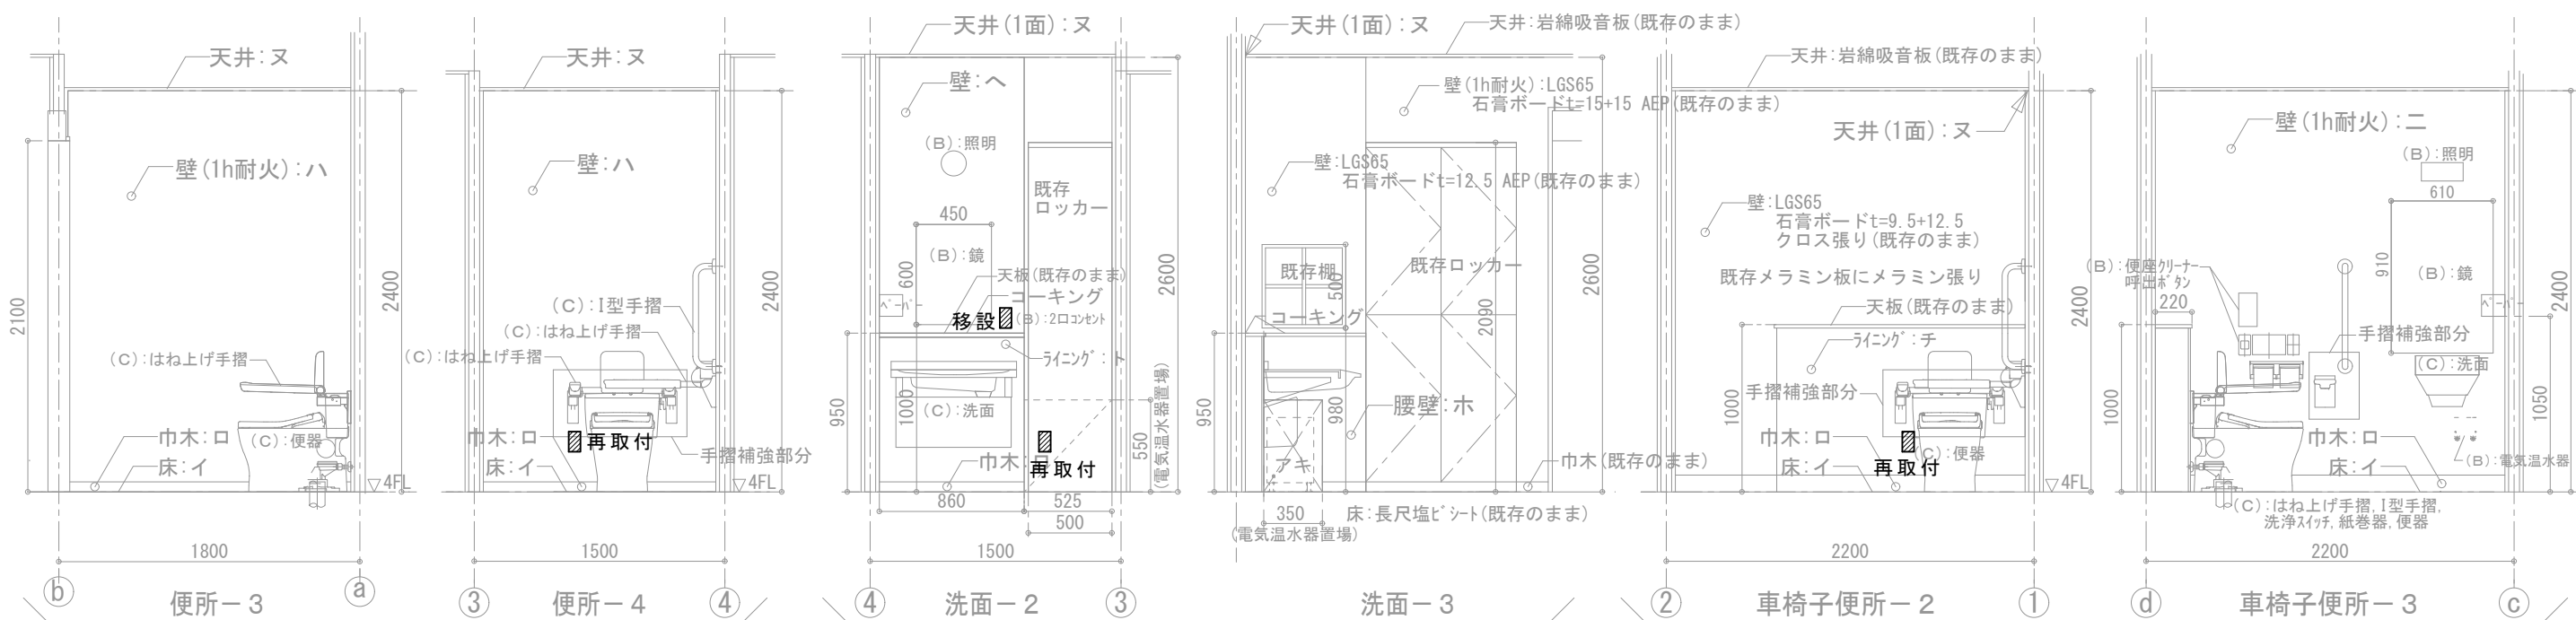 天井:ヌ
壁(1h耐火):ハ
2100
2400
(C):はね上げ手摺
巾木:ロ
(C):便器
床:イ
▽4FL
1800
b
a
便所－3
天井:ヌ
壁:ハ
2400
(C):I型手摺
(C):はね上げ手摺
(C):はね上げ手摺
巾木:ロ
再取付
手摺補強部分
床:イ
▽4FL
1500
3
4
便所－4
天井(1面):ヌ
壁:ヘ
(B):照明
既存
ロッカー
450
600
(B):鏡
天板(既存のまま)
コーキング
ペーパー
移設
(B):2口コンセント
ライニング:ト
2600
950
1000
(C):洗面
巾木:ロ
再取付
550
(電気温水器置場)
860
525
500
1500
4
3
洗面－2
天井(1面):ヌ
天井:岩綿吸音板(既存のまま)
壁(1h耐火):LGS65
石膏ボードt=15+15 AEP(既存のまま)
壁:LGS65
石膏ボードt=12.5 AEP(既存のまま)
既存棚
500
既存ロッカー
コーキング
2090
2600
950
980
腰壁:ホ
アキ
巾木(既存のまま)
350
床:長尺塩ビシート(既存のまま)
(電気温水器置場)
洗面－3
天井:岩綿吸音板(既存のまま)
天井(1面):ヌ
壁:LGS65
石膏ボードt=9.5+12.5
クロス張り(既存のまま)
既存メラミン板にメラミン張り
天板(既存のまま)
ライニング:チ
手摺補強部分
1000
2400
巾木:ロ
(C):便器
再取付
床:イ
▽4FL
2200
2
1
車椅子便所－2
壁(1h耐火):ニ
(B):照明
610
910
(B):鏡
(B):便座クリーナー
呼出ボタン
220
ペーパー
手摺補強部分
(C):洗面
2400
1000
1050
巾木:ロ
床:イ
(B):電気温水器
(C):はね上げ手摺,I型手摺,
洗浄スイッチ,紙巻器,便器
2200
d
c
車椅子便所－3